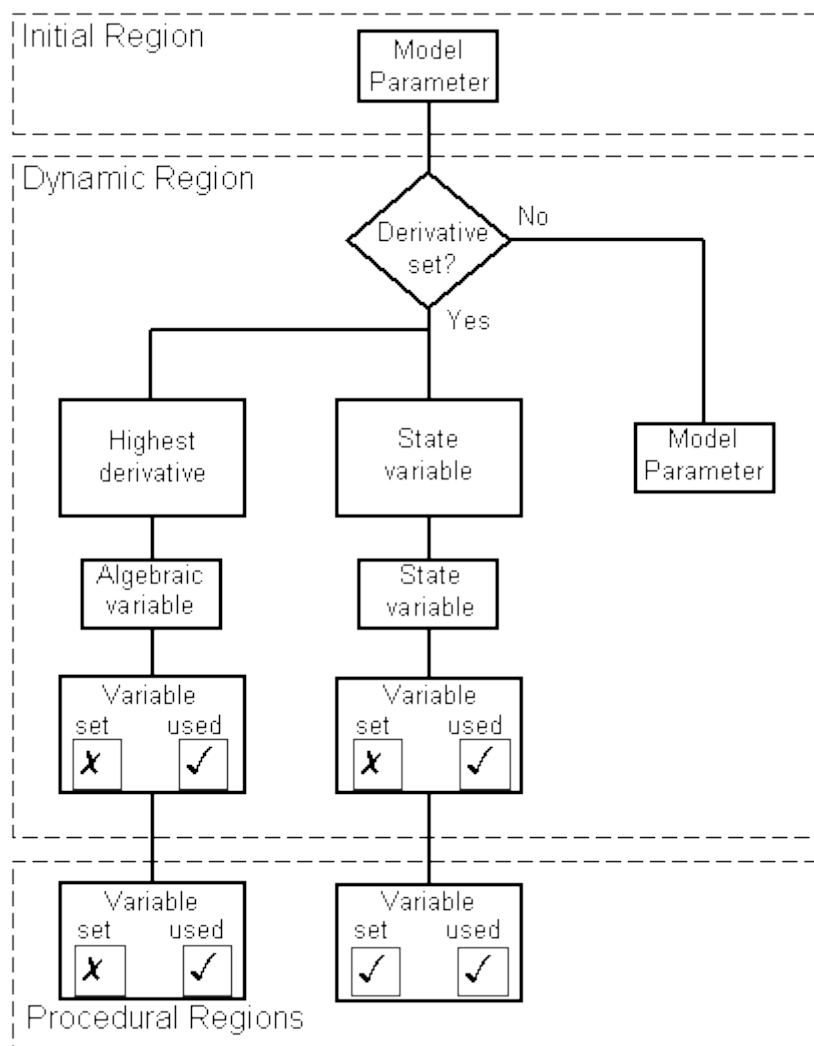 Initial Region
Model
Parameter
Dynamic Region
Derivative
set?
No
Yes
Highest
derivative
State
variable
Model
Parameter
Algebraic
variable
State
variable
Variable
set used
Variable
set used
Variable
set used
Variable
set used
Procedural Regions